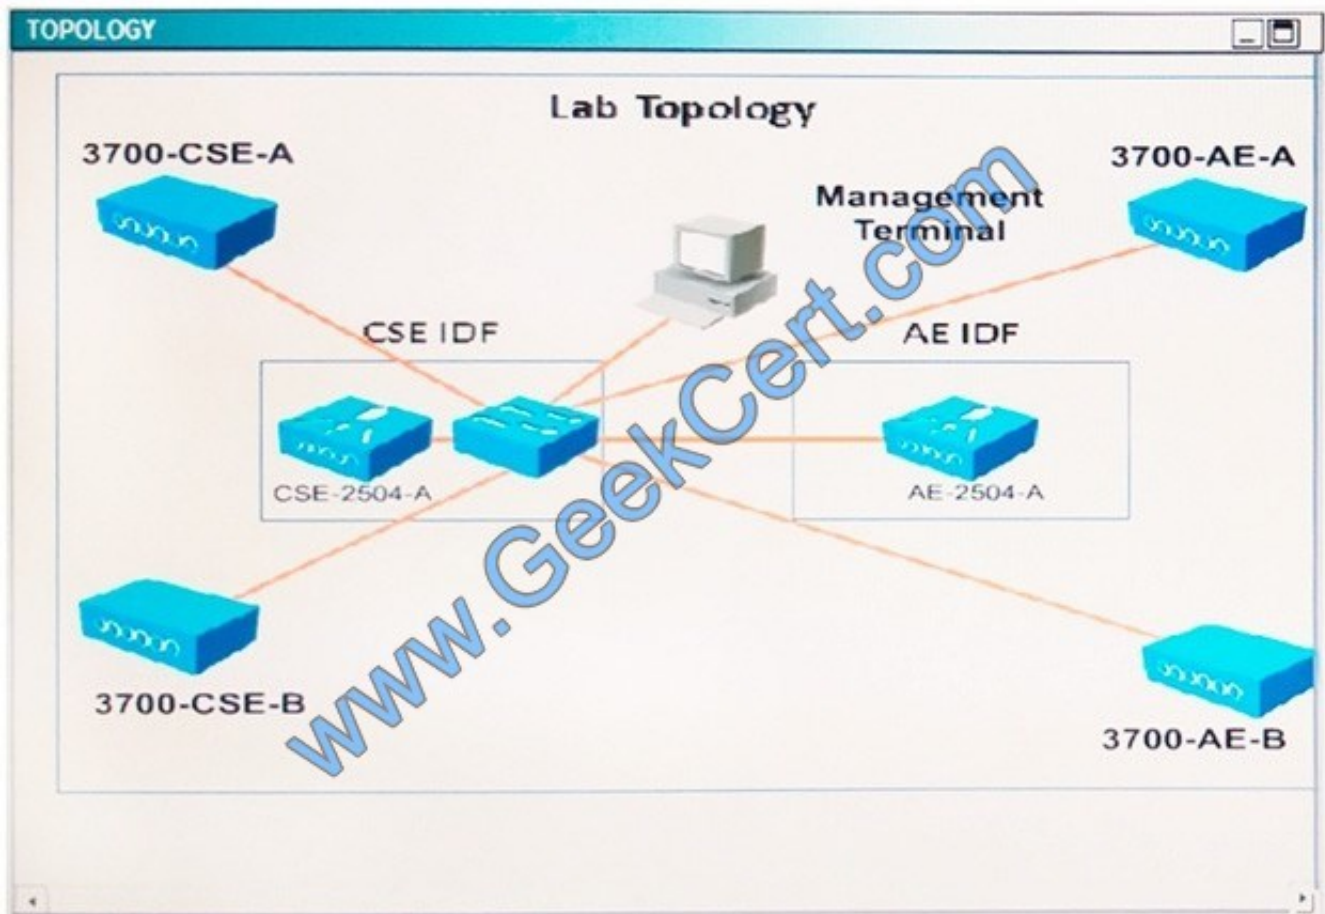 TOPOLOGY
Lab Topology
3700-CSE-A
3700-AE-A
Management
Terminal
CSE IDF
AE IDF
CSE-2504-A
AE-2504-A
3700-CSE-B
3700-AE-B
www.GeekCert.com